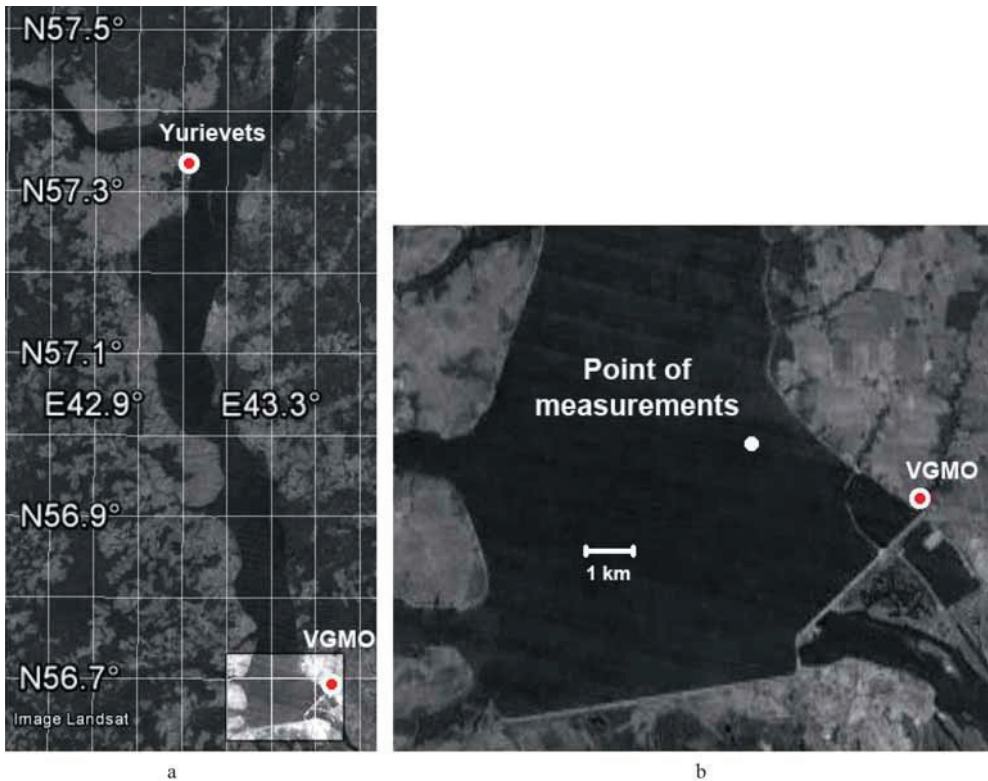 N57.5°
Yurievets
N57.3°
N57.1°
E42.9° E43.3°
N56.9°
VGMO
N56.7°
Image Landsat
a
Point of
measurements
VGMO
1 km
b